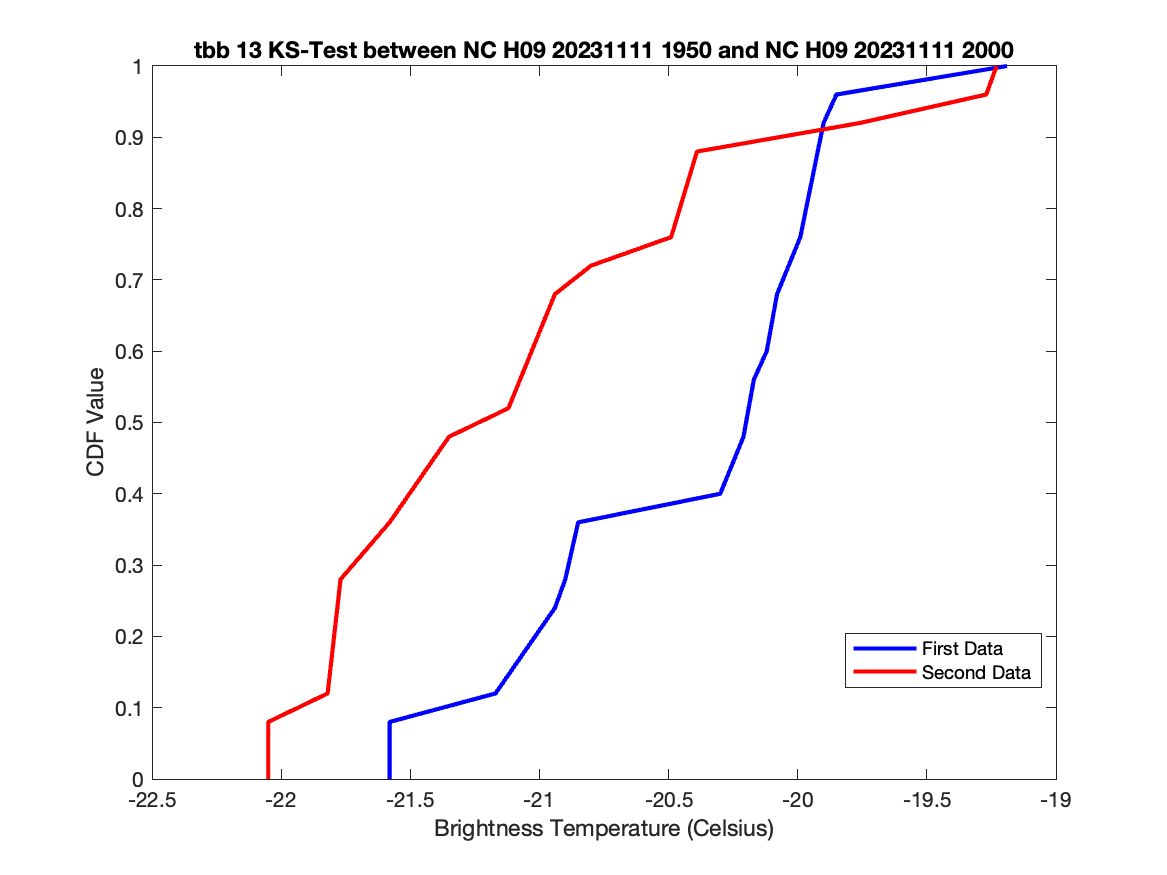 tbb 13 KS-Test between NC H09 20231111 1950 and NC H09 20231111 2000
1
0.9
0.8
0.7
0.6
0.5
0.4
0.3
0.2
0.1
0
CDF Value
First Data
Second Data
-22.5 -22 -21.5 -21 -20.5 -20 -19.5 -19
Brightness Temperature (Celsius)